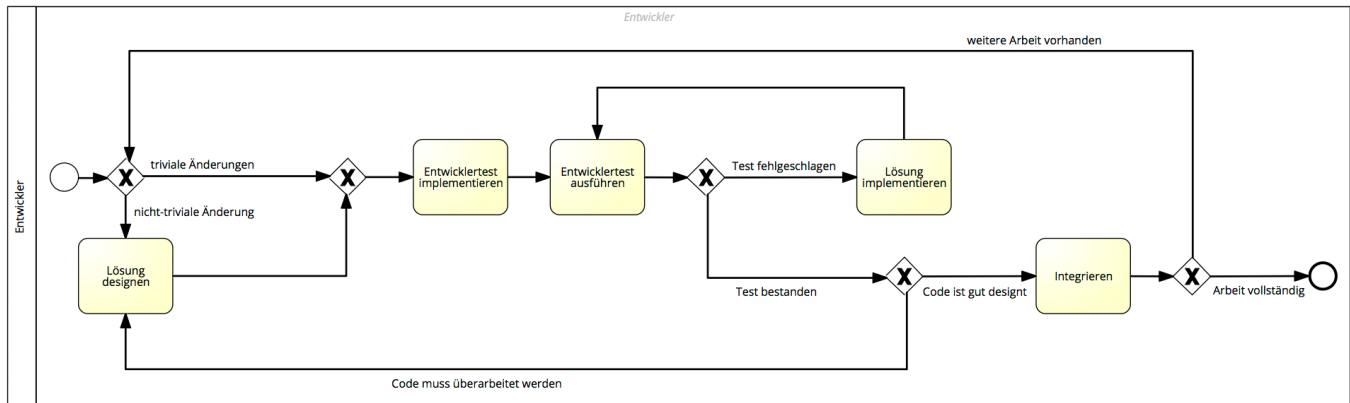 Entwickler
Entwickler
weitere Arbeit vorhanden
triviale Änderungen
nicht-triviale Änderung
Entwicklertest
implementieren
Entwicklertest
ausführen
Test fehlgeschlagen
Lösung
implementieren
Lösung
designen
Test bestanden
Code ist gut designt
Integrieren
Arbeit vollständig
Code muss überarbeitet werden